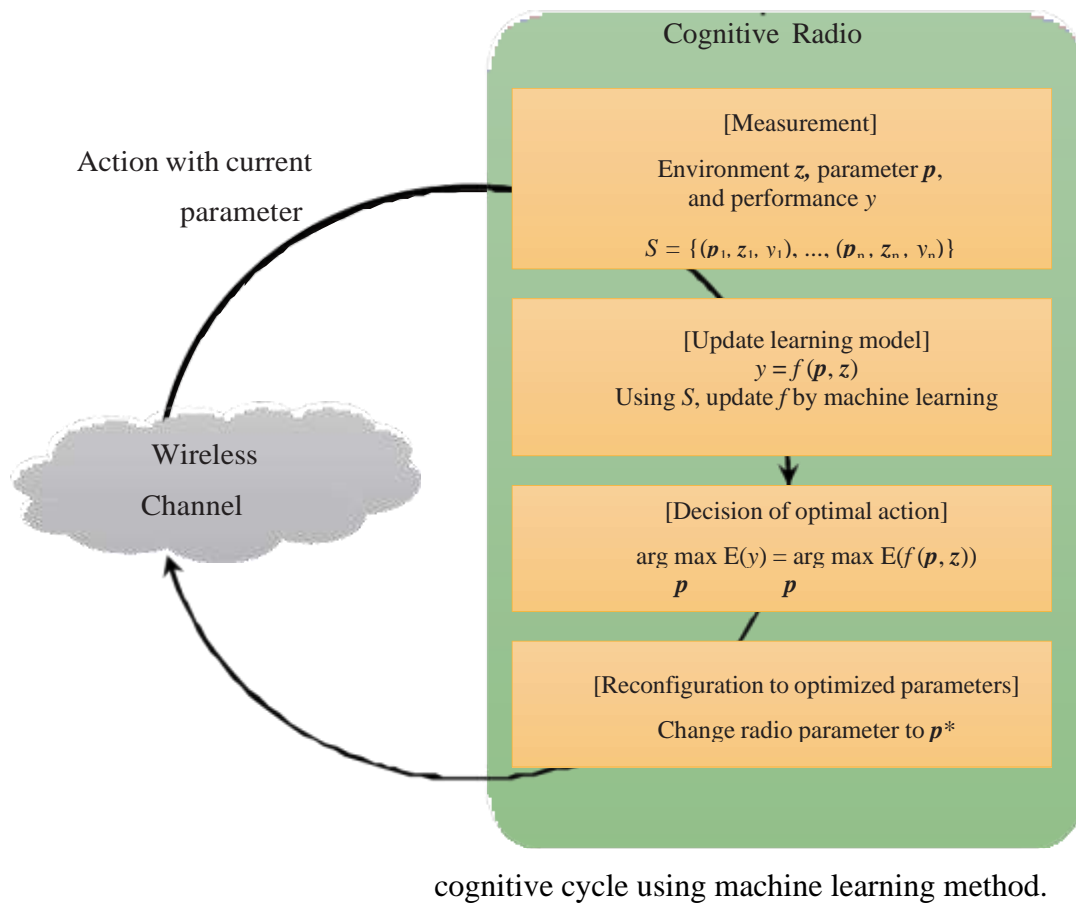 Cognitive Radio
[Measurement]
Environment z, parameter p,
and performance y
S = {(p1, z1, y1), ..., (pn, zn, yn)}
Action with current
parameter
[Update learning model]
y = f (p, z)
Using S, update f by machine learning
Wireless
Channel
[Decision of optimal action]
arg max E(y) = arg max E(f (p, z))
p p
[Reconfiguration to optimized parameters]
Change radio parameter to p*
cognitive cycle using machine learning method.